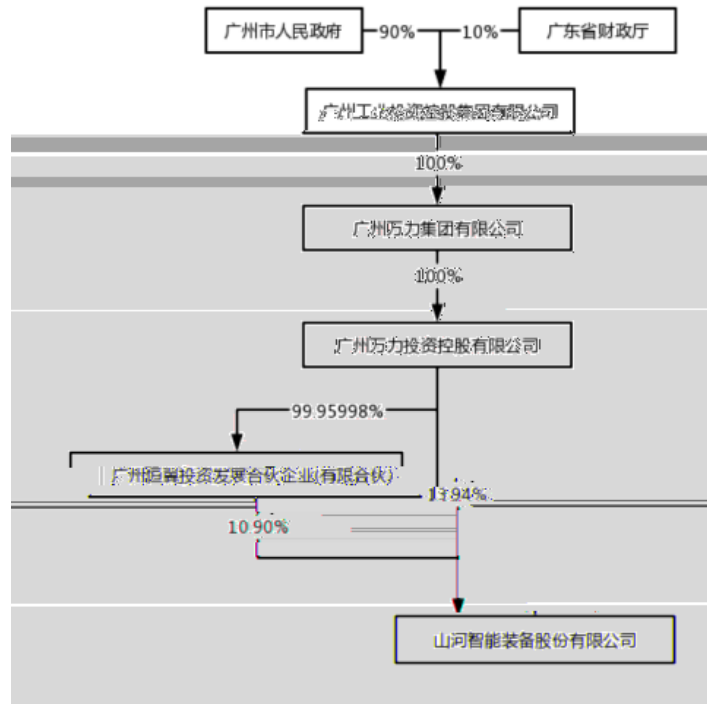 广州市人民政府
90%
10%
广东省财政厅
广州工业投资控股集团有限公司
100%
广州万力集团有限公司
100%
广州万力投资控股有限公司
99.95998%
广州恒翼投资发展合伙企业(有限合伙)
13.94%
10.90%
山河智能装备股份有限公司